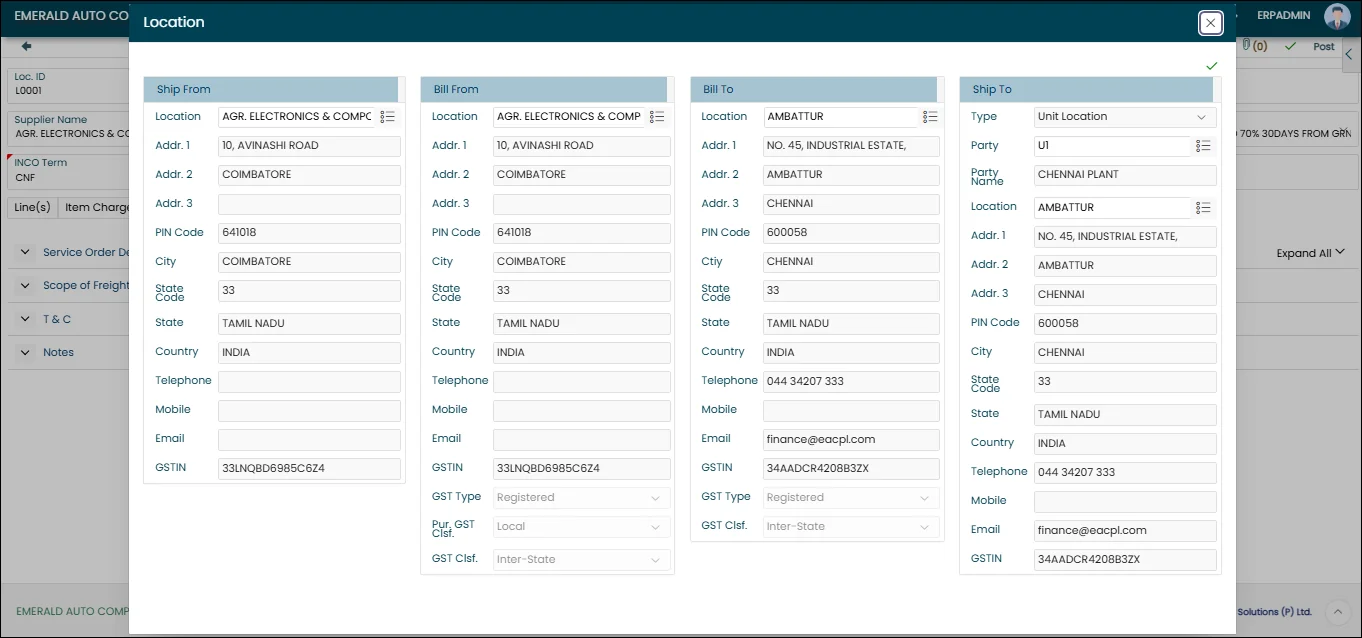 EMERALD AUTO CO
Location
ERPADMIN
(0)
Post
Loc. ID
L0001
Supplier Name
AGR. ELECTRONICS & CO
70% 30DAYS FROM GRN
INCO Term
CNF
Line(s)
Item Charge
Service Order De
Expand All
Scope of Freight
T & C
Notes
Ship From
Location AGR. ELECTRONICS & COMPC
Addr. 1 10, AVINASHI ROAD
Addr. 2 COIMBATORE
Addr. 3
PIN Code 641018
City COIMBATORE
State Code 33
State TAMIL NADU
Country INDIA
Telephone
Mobile
Email
GSTIN 33LNQBD6985C6Z4
Bill From
Location AGR. ELECTRONICS & COMP
Addr. 1 10, AVINASHI ROAD
Addr. 2 COIMBATORE
Addr. 3
PIN Code 641018
City COIMBATORE
State Code 33
State TAMIL NADU
Country INDIA
Telephone
Mobile
Email
GSTIN 33LNQBD6985C6Z4
GST Type Registered
Pur. GST Clsf. Local
GST Clsf. Inter-State
Bill To
Location AMBATTUR
Addr. 1 NO. 45, INDUSTRIAL ESTATE,
Addr. 2 AMBATTUR
Addr. 3 CHENNAI
PIN Code 600058
Ctiy CHENNAI
State Code 33
State TAMIL NADU
Country INDIA
Telephone 044 34207 333
Mobile
Email finance@eacpl.com
GSTIN 34AADCR4208B3ZX
GST Type Registered
GST Clsf. Inter-State
Ship To
Type Unit Location
Party U1
Party Name CHENNAI PLANT
Location AMBATTUR
Addr. 1 NO. 45, INDUSTRIAL ESTATE,
Addr. 2 AMBATTUR
Addr. 3 CHENNAI
PIN Code 600058
City CHENNAI
State Code 33
State TAMIL NADU
Country INDIA
Telephone 044 34207 333
Mobile
Email finance@eacpl.com
GSTIN 34AADCR4208B3ZX
EMERALD AUTO COMP
Solutions (P) Ltd.